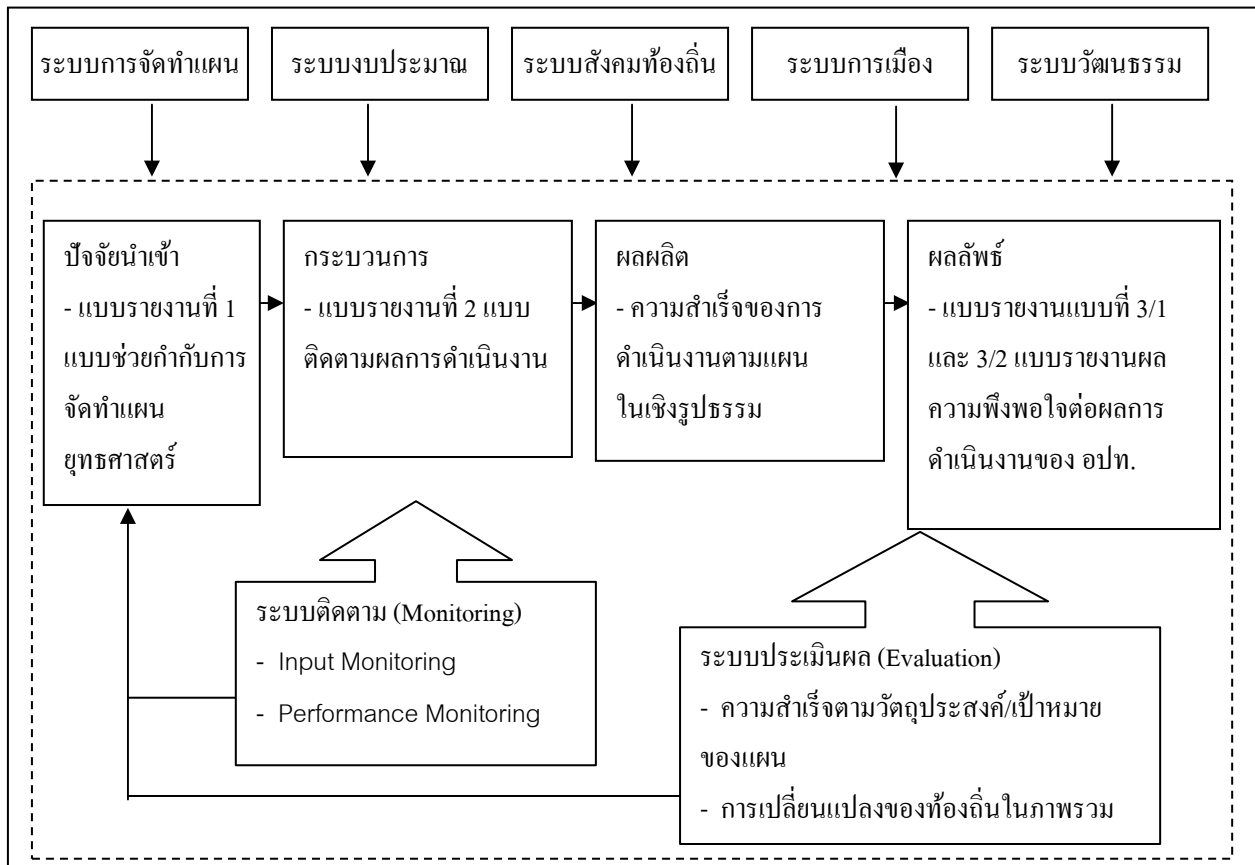 ระบบการจัดทำแผน
ระบบงบประมาณ
ระบบสังคมท้องถิ่น
ระบบการเมือง
ระบบวัฒนธรรม
ปัจจัยนำเข้า
- แบบรายงานที่ 1
แบบช่วยกำกับการ
จัดทำแผน
ยุทธศาสตร์
กระบวนการ
- แบบรายงานที่ 2 แบบ
ติดตามผลการดำเนินงาน
ผลผลิต
- ความสำเร็จของการ
ดำเนินงานตามแผน
ในเชิงรูปธรรม
ผลลัพธ์
- แบบรายงานแบบที่ 3/1
และ 3/2 แบบรายงานผล
ความพึงพอใจต่อผลการ
ดำเนินงานของ อปท.
ระบบติดตาม (Monitoring)
- Input Monitoring
- Performance Monitoring
ระบบประเมินผล (Evaluation)
- ความสำเร็จตามวัตถุประสงค์/เป้าหมาย
ของแผน
- การเปลี่ยนแปลงของท้องถิ่นในภาพรวม